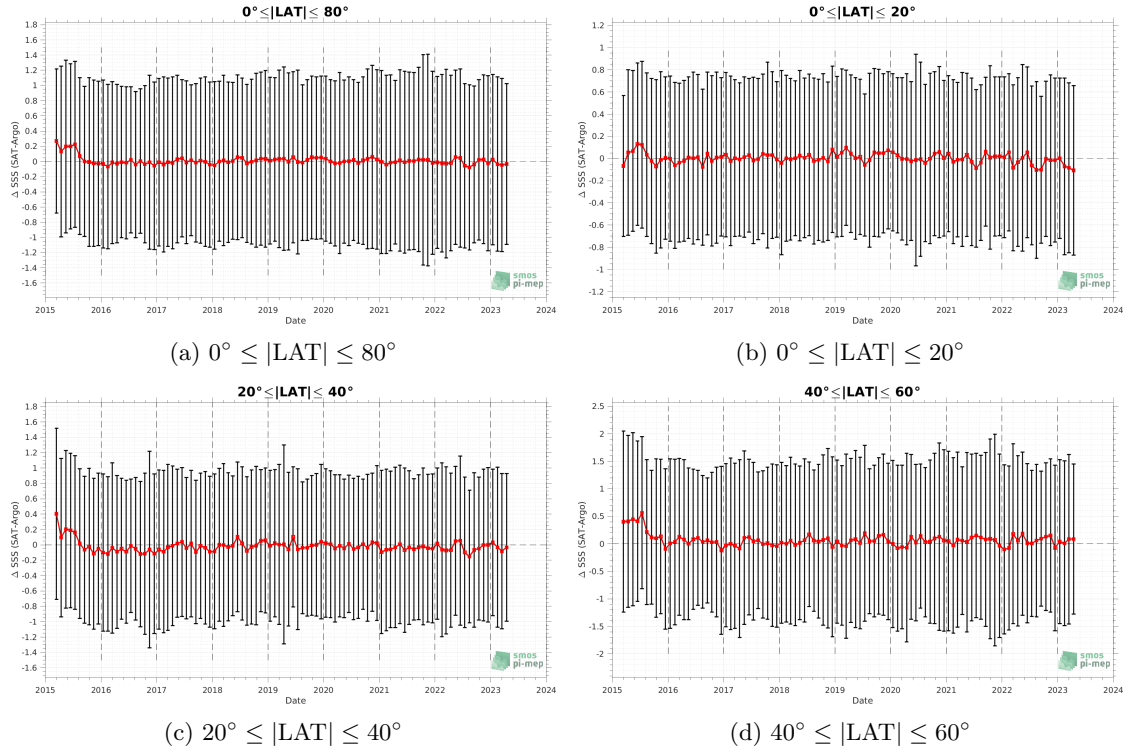 0°≤|LAT|≤ 80°
1.8
1.6
1.4
1.2
1
0.8
0.6
0.4
0.2
0
-0.2
-0.4
-0.6
-0.8
-1
-1.2
-1.4
-1.6
Δ SSS (SAT-Argo)
2015 2016 2017 2018 2019 2020 2021 2022 2023 2024
Date
smos
pi-mep
(a) 0° ≤ |LAT| ≤ 80°
0°≤|LAT|≤ 20°
1.2
1
0.8
0.6
0.4
0.2
0
-0.2
-0.4
-0.6
-0.8
-1
-1.2
Δ SSS (SAT-Argo)
2015 2016 2017 2018 2019 2020 2021 2022 2023 2024
Date
smos
pi-mep
(b) 0° ≤ |LAT| ≤ 20°
20°≤|LAT|≤ 40°
1.8
1.6
1.4
1.2
1
0.8
0.6
0.4
0.2
0
-0.2
-0.4
-0.6
-0.8
-1
-1.2
-1.4
-1.6
Δ SSS (SAT-Argo)
2015 2016 2017 2018 2019 2020 2021 2022 2023 2024
Date
smos
pi-mep
(c) 20° ≤ |LAT| ≤ 40°
40°≤|LAT|≤ 60°
2.5
2
1.5
1
0.5
0
-0.5
-1
-1.5
-2
Δ SSS (SAT-Argo)
2015 2016 2017 2018 2019 2020 2021 2022 2023 2024
Date
smos
pi-mep
(d) 40° ≤ |LAT| ≤ 60°